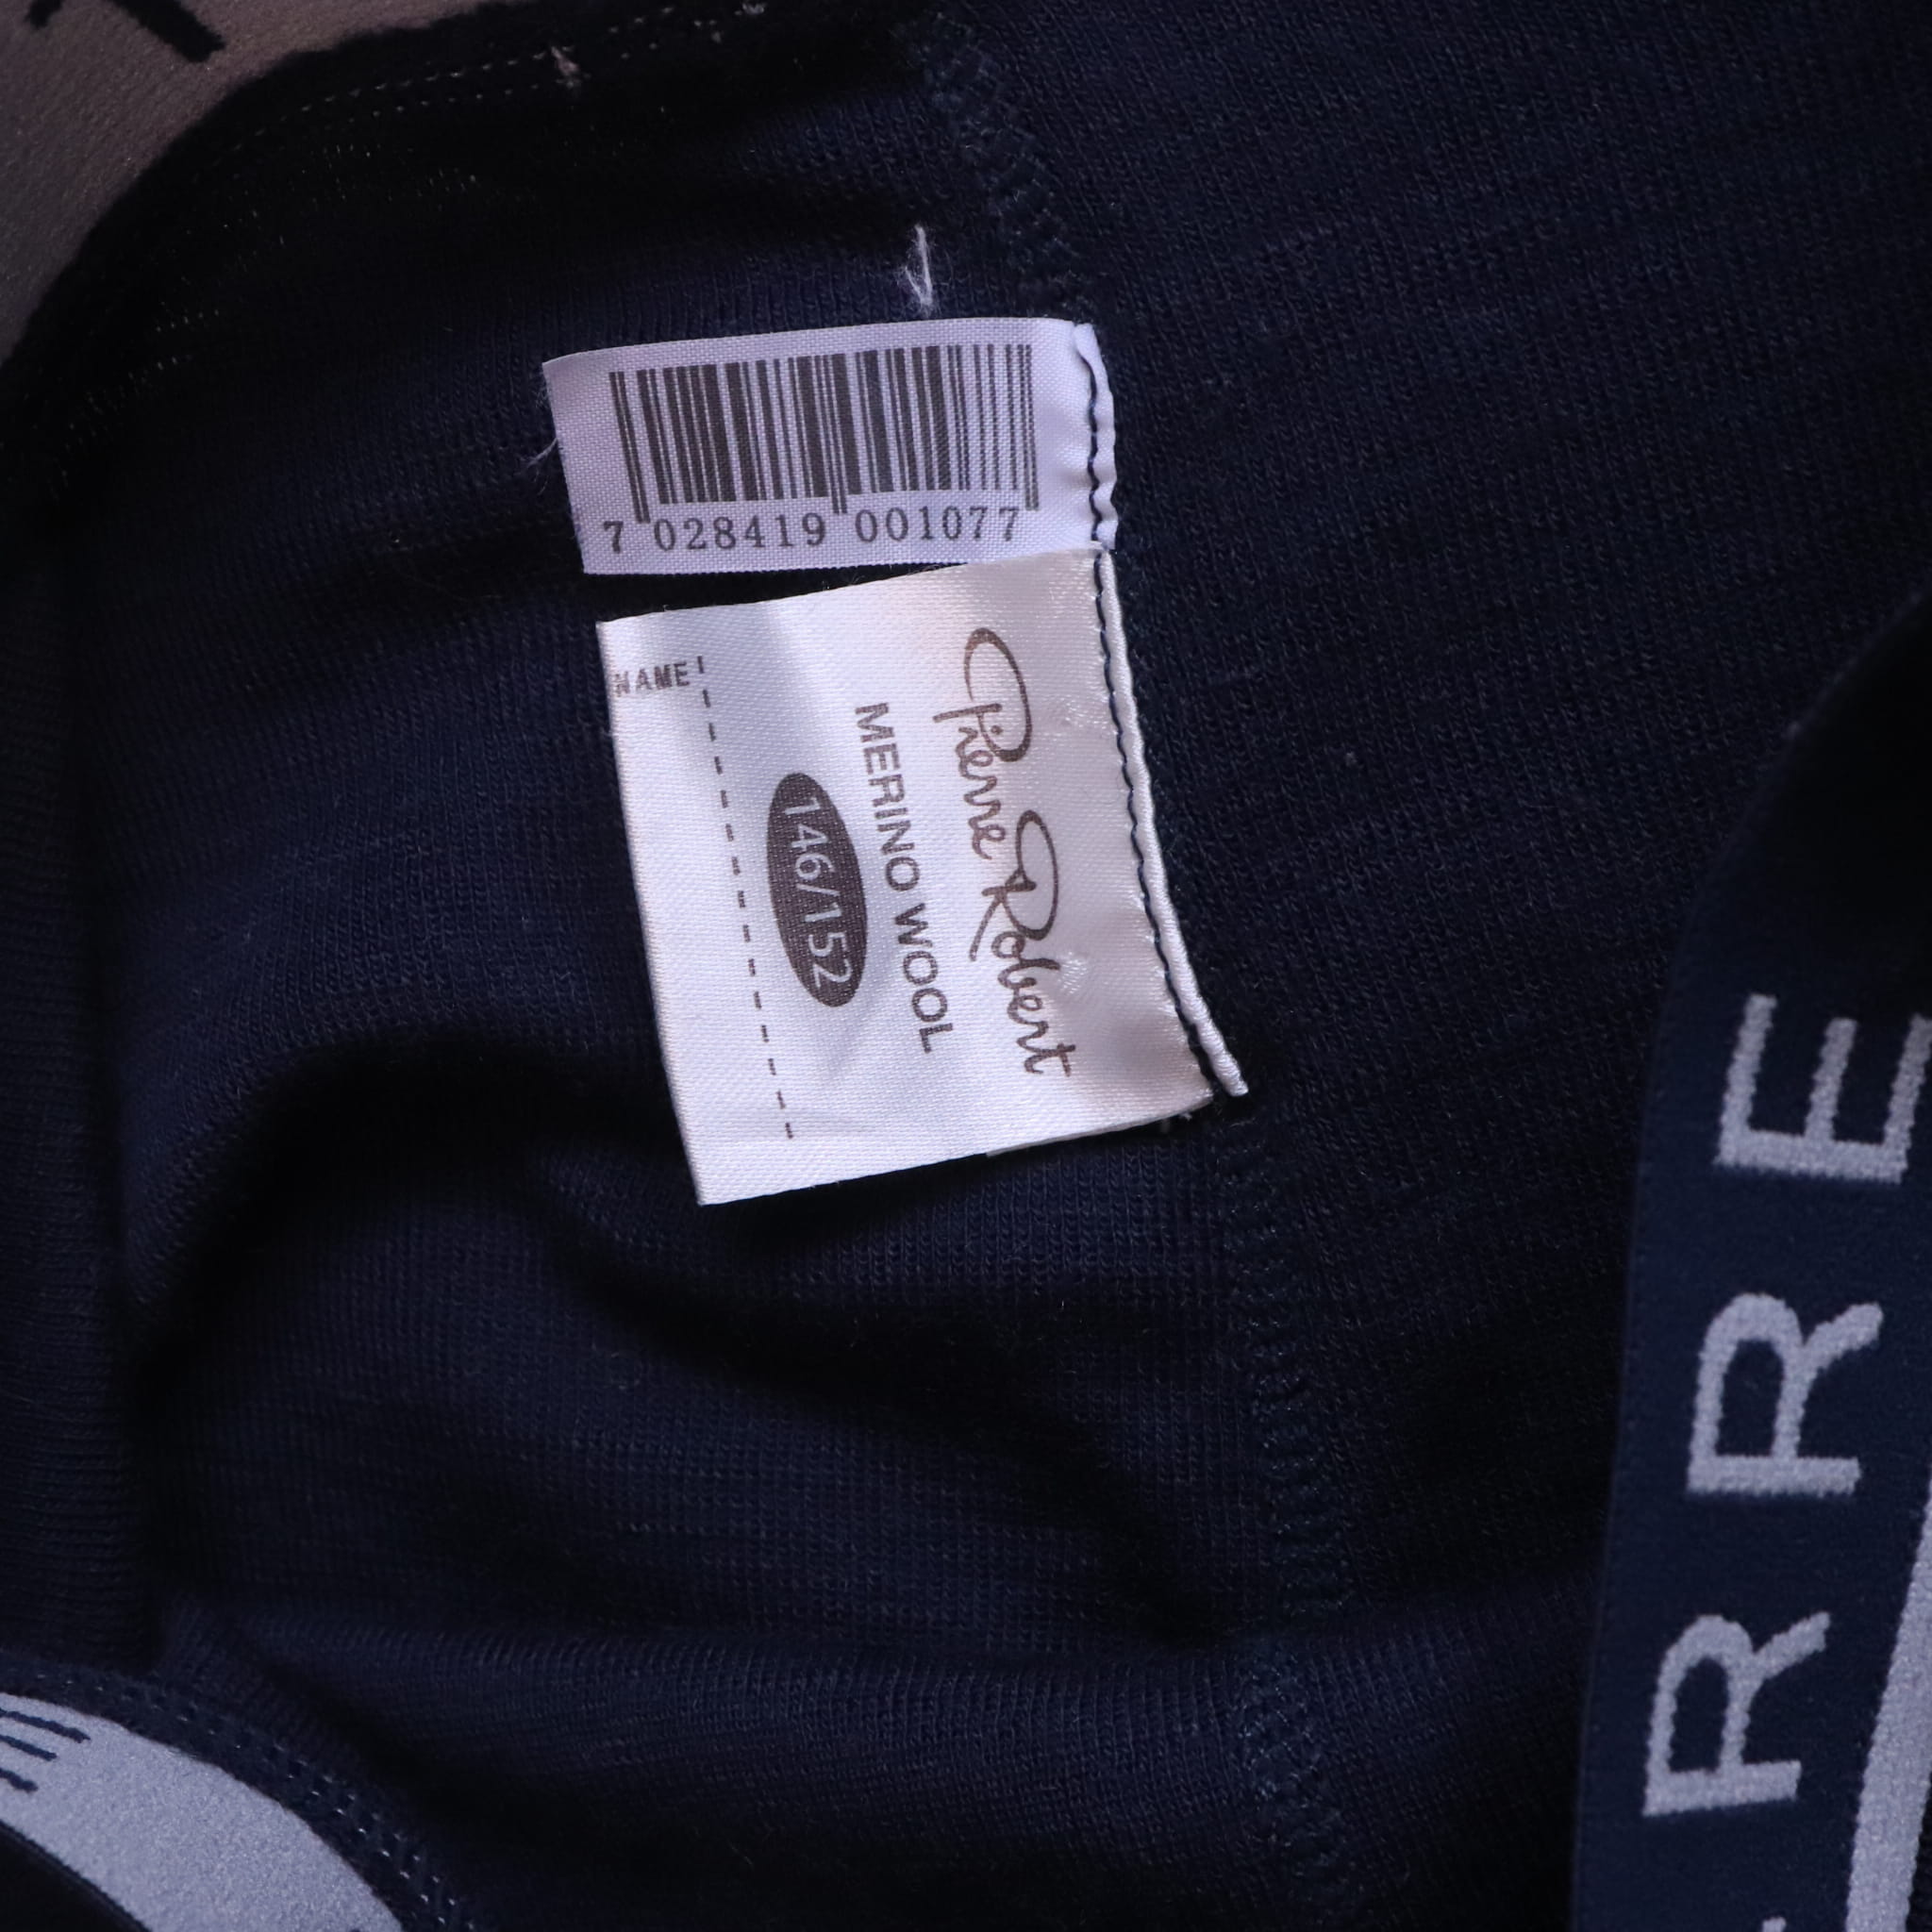 7 028419 001077
Pierre Robert
MERINO WOOL
146/152
NAME
RRE